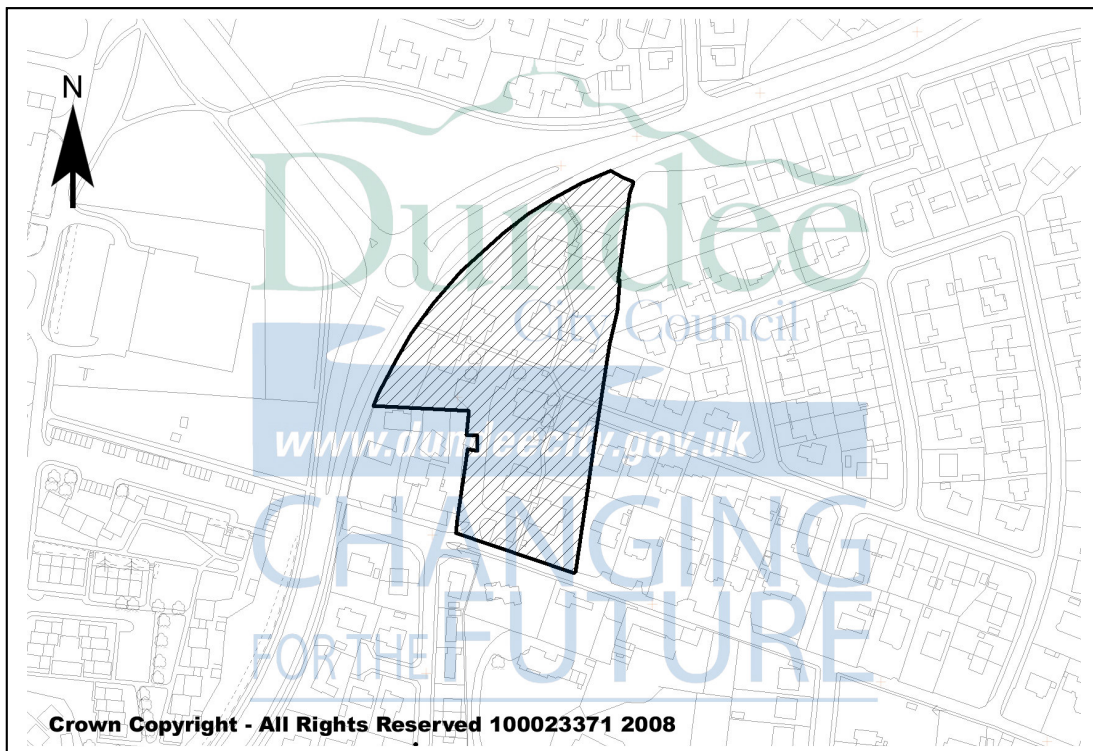 N
Dundee
City Council
www.dundeecity.gov.uk
CHANGING
FOR THE FUTURE
Crown Copyright - All Rights Reserved 100023371 2008